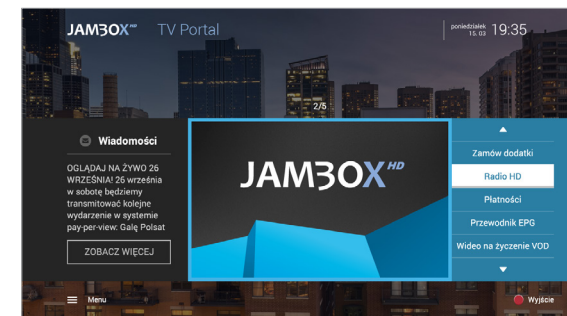 JAMBOX HD TV Portal
poniedziałek
15. 03
19:35
2/5
Wiadomości
OGLĄDAJ NA ŻYWO 26
WRZEŚNIA! 26 września
w sobotę będziemy
transmitować kolejne
wydarzenie w systemie
pay-per-view: Galę Polsat
ZOBACZ WIĘCEJ
JAMBOX HD
Zamów dodatki
Radio HD
Płatności
Przewodnik EPG
Wideo na życzenie VOD
Menu
Wyjście